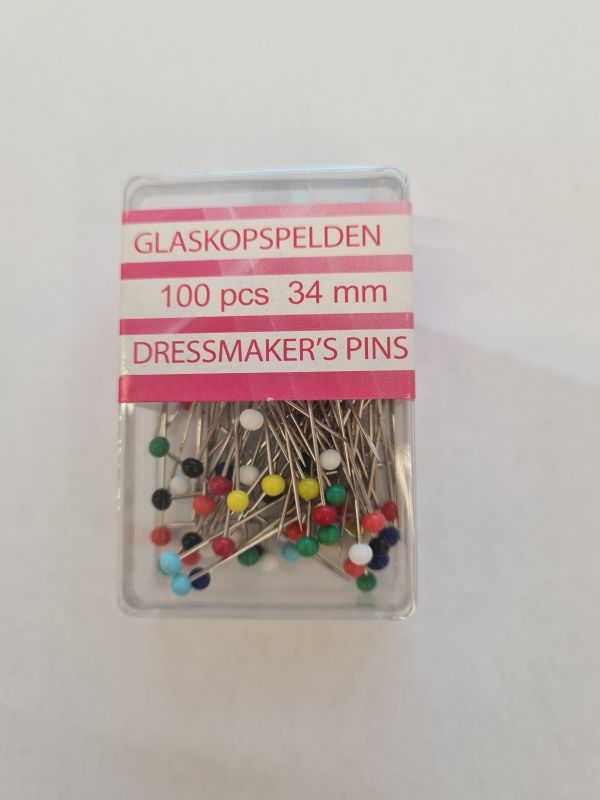 GLASKOPSPELDEN
100 pcs 34 mm
DRESSMAKER'S PINS